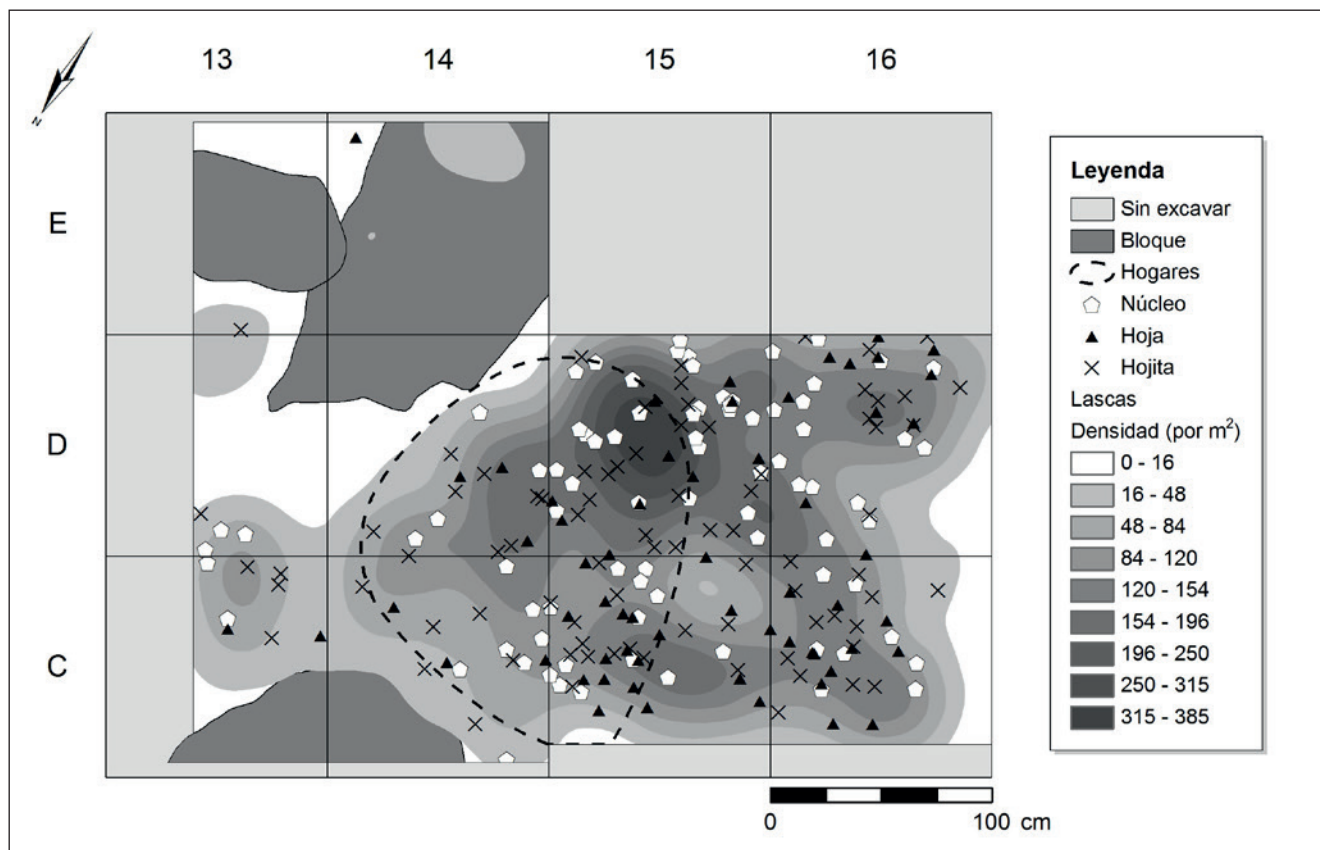 13 14 15 16
N
E
D
C
Leyenda
Sin excavar
Bloque
Hogares
Núcleo
Hoja
Hojita
Lascas
Densidad (por m²)
0 - 16
16 - 48
48 - 84
84 - 120
120 - 154
154 - 196
196 - 250
250 - 315
315 - 385
0 100 cm